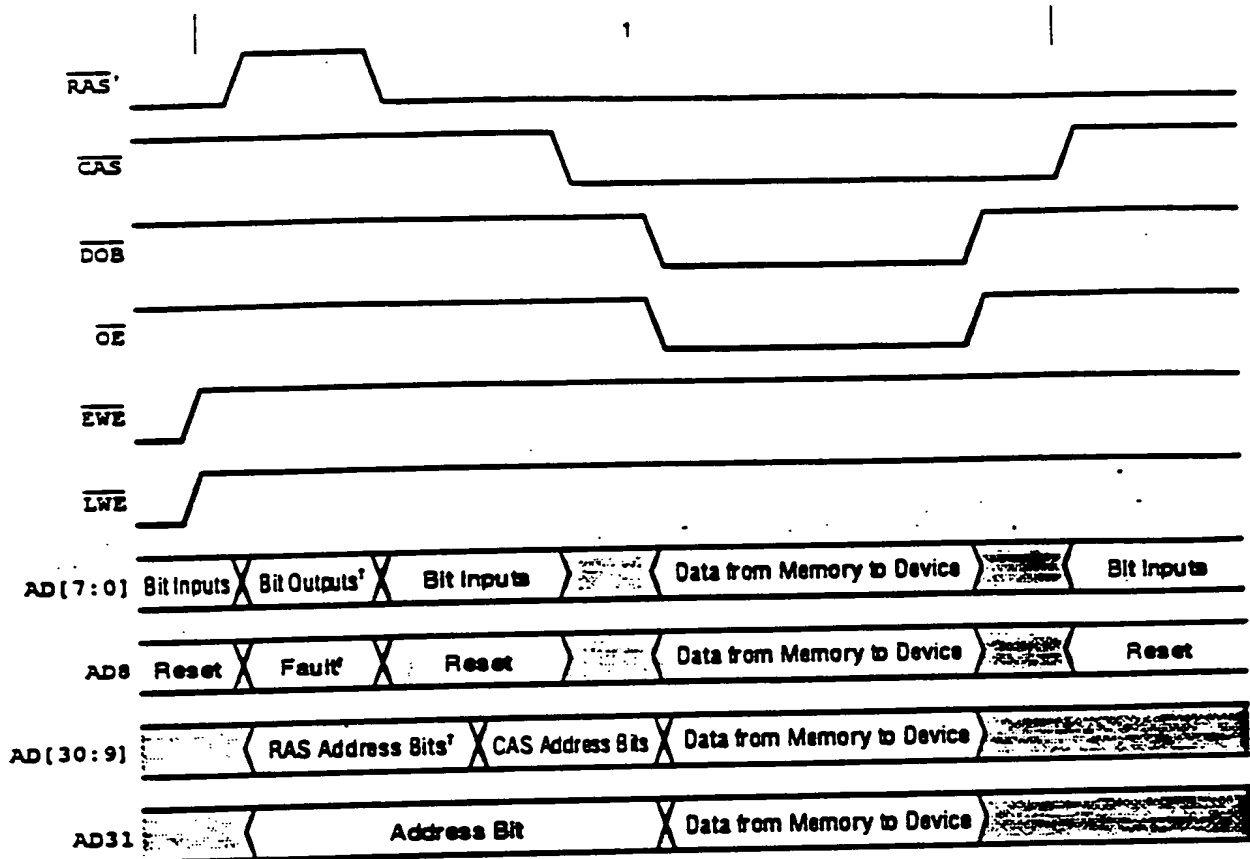 1
RAS'
CAS
DOB
OE
EWE
LWE
AD[7:0] Bit Inputs Bit Outputs† Bit Inputs Data from Memory to Device Bit Inputs
AD8 Reset Fault† Reset Data from Memory to Device Reset
AD[30:9] RAS Address Bits† CAS Address Bits Data from Memory to Device
AD31 Address Bit Data from Memory to Device